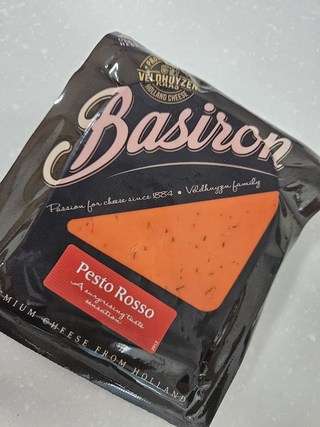 VELDHUYZEN
KAAS
HOLLAND CHEESE
Basiron
Passion for cheese since 1884 • Veldhuyzen family
Pesto Rosso
A surprising taste
sensation
MIUM CHEESE FROM HOLLAND